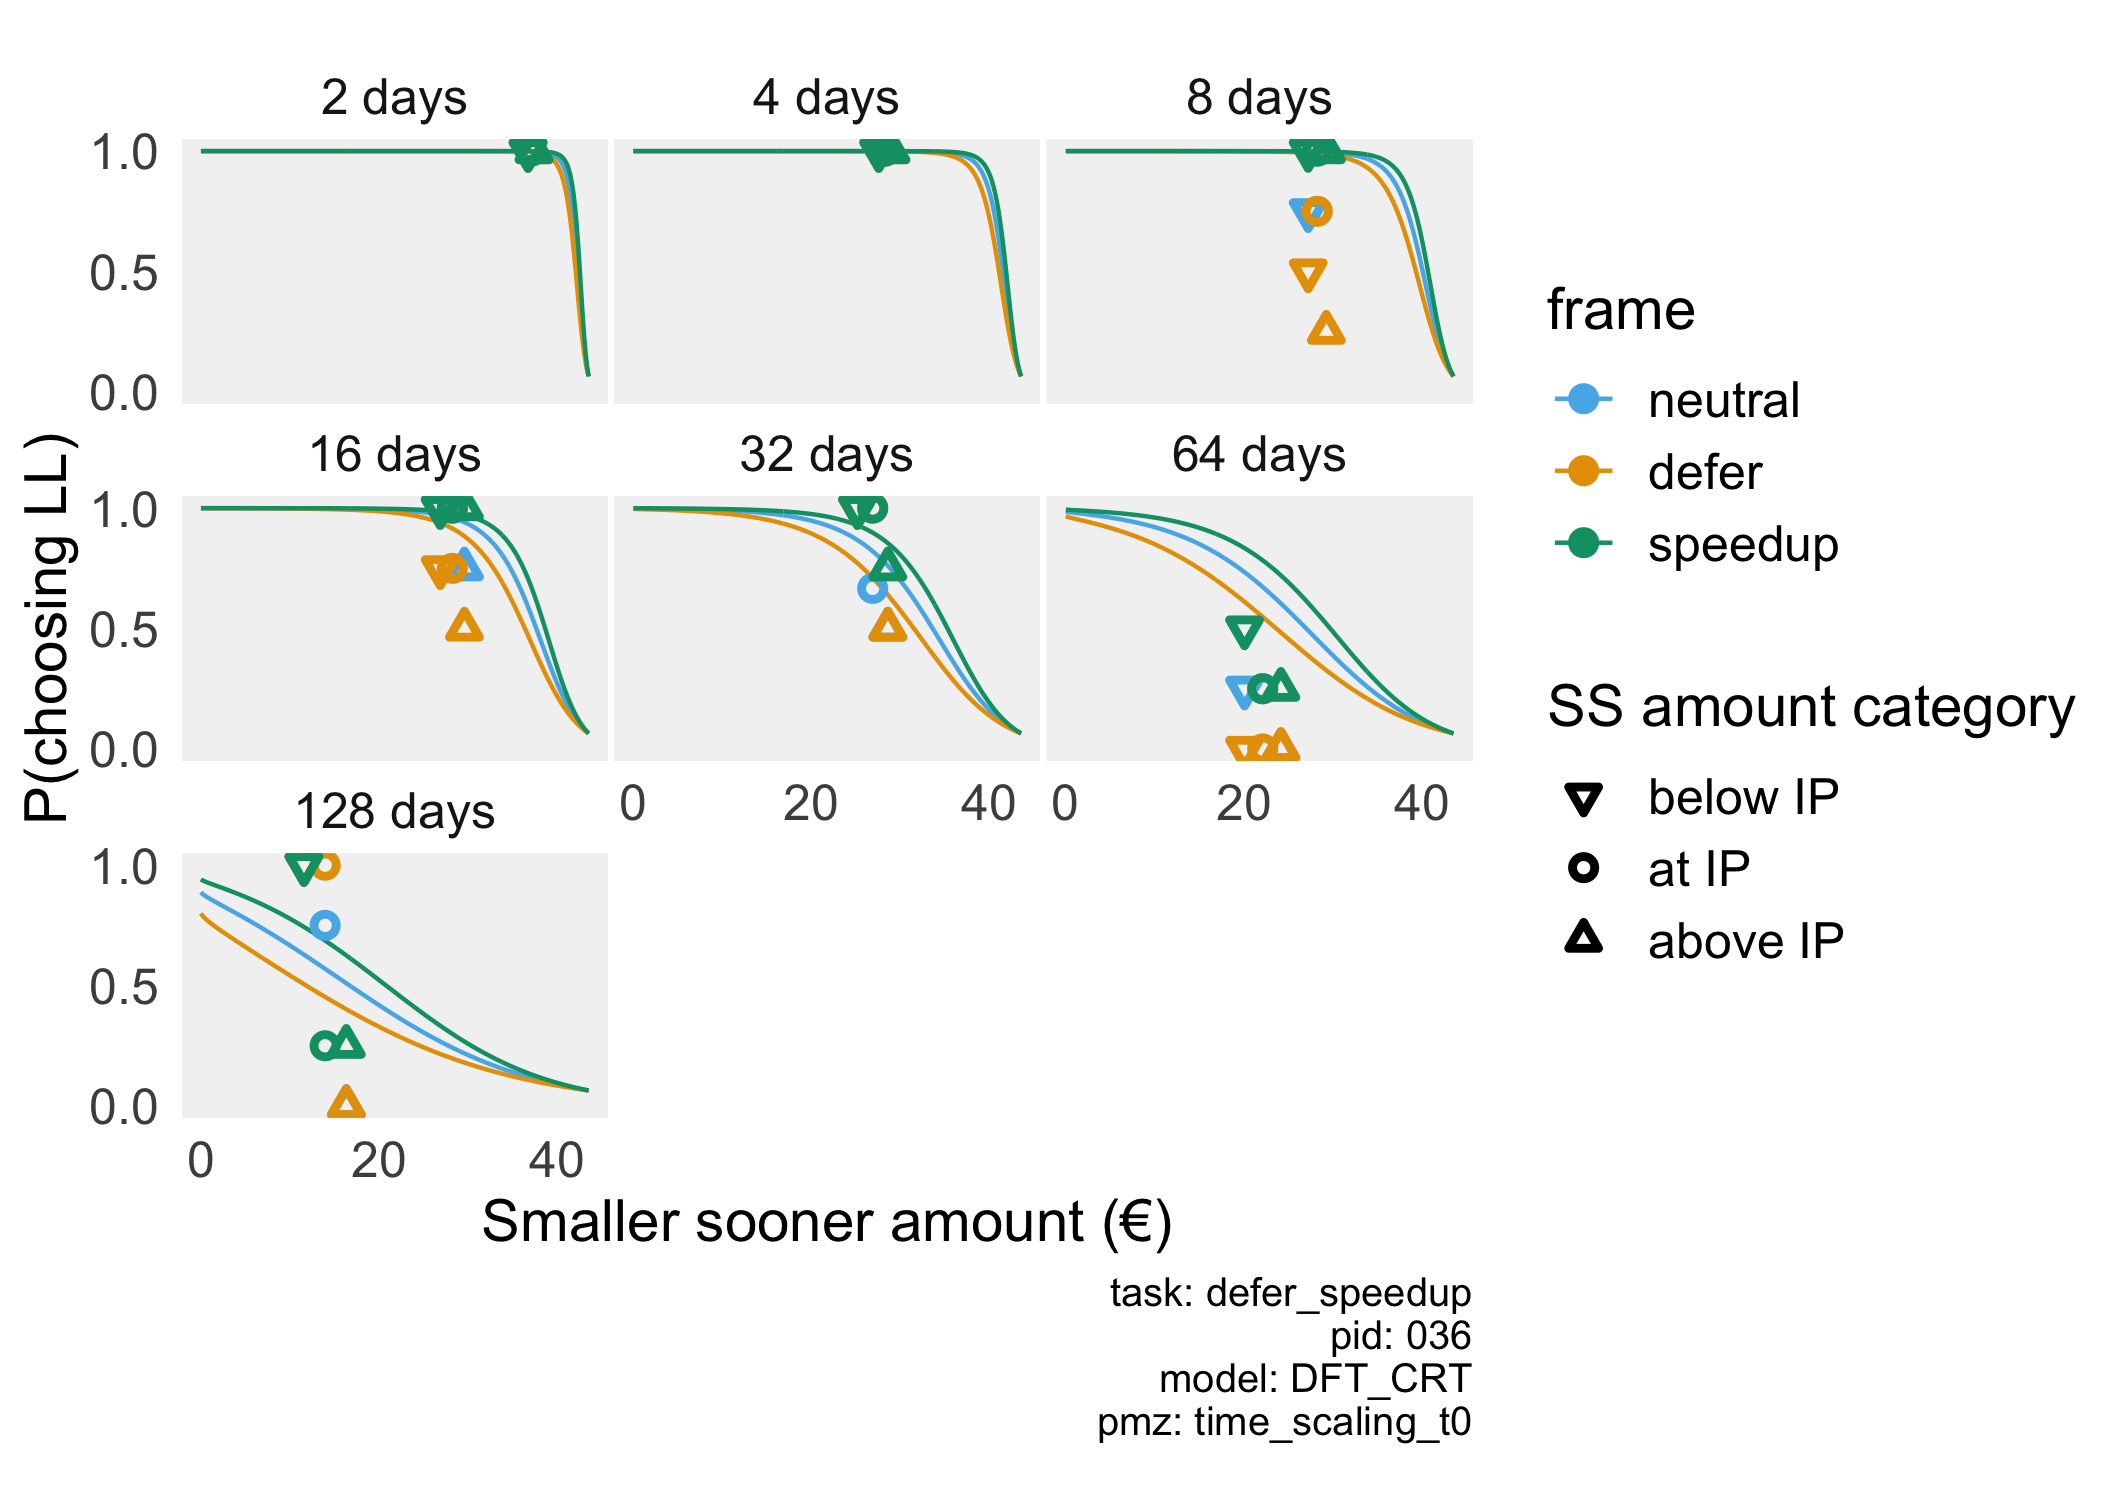 2 days
4 days
8 days
1.0
0.5
0.0
16 days
32 days
64 days
1.0
0.5
0.0
0 20 40
0 20 40
128 days
1.0
0.5
0.0
0 20 40
P(choosing LL)
Smaller sooner amount (€)
frame
neutral
defer
speedup
SS amount category
below IP
at IP
above IP
task: defer_speedup
pid: 036
model: DFT_CRT
pmz: time_scaling_t0